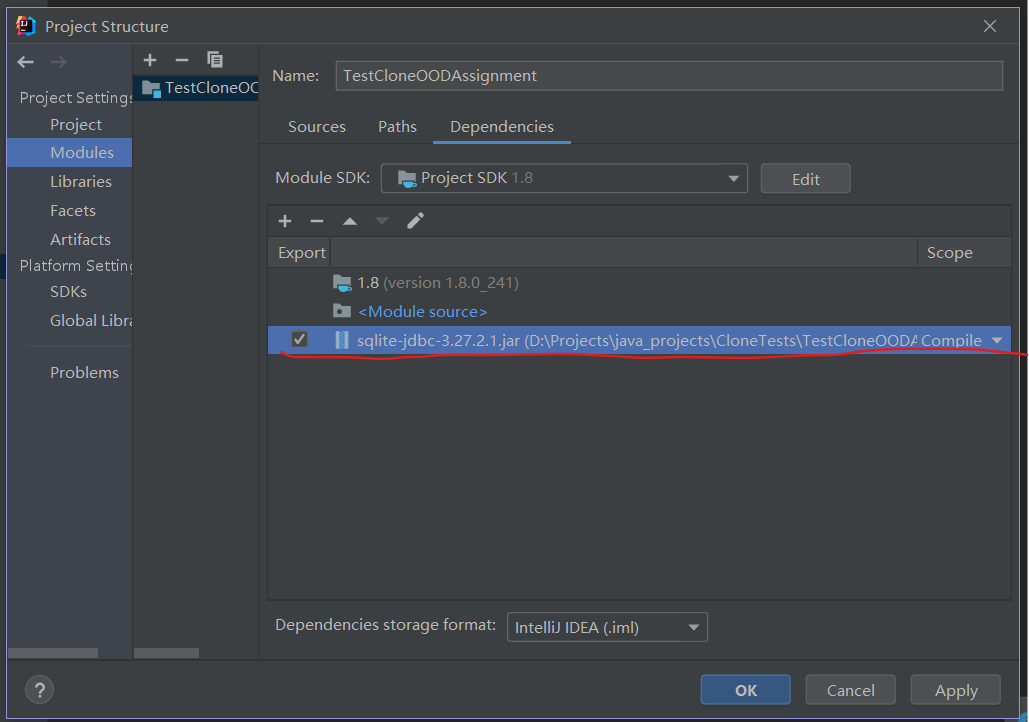 Project Structure
Project Settings
Project
Modules
Libraries
Facets
Artifacts
Platform Setting
SDKs
Global Libra
Problems
TestCloneOOD
Name: TestCloneOODAssignment
Sources Paths Dependencies
Module SDK: Project SDK 1.8 Edit
Export Scope
1.8 (version 1.8.0_241)
<Module source>
sqlite-jdbc-3.27.2.1.jar (D:\Projects\java_projects\CloneTests\TestCloneOODA Compile
Dependencies storage format: IntelliJ IDEA (.iml)
? OK Cancel Apply